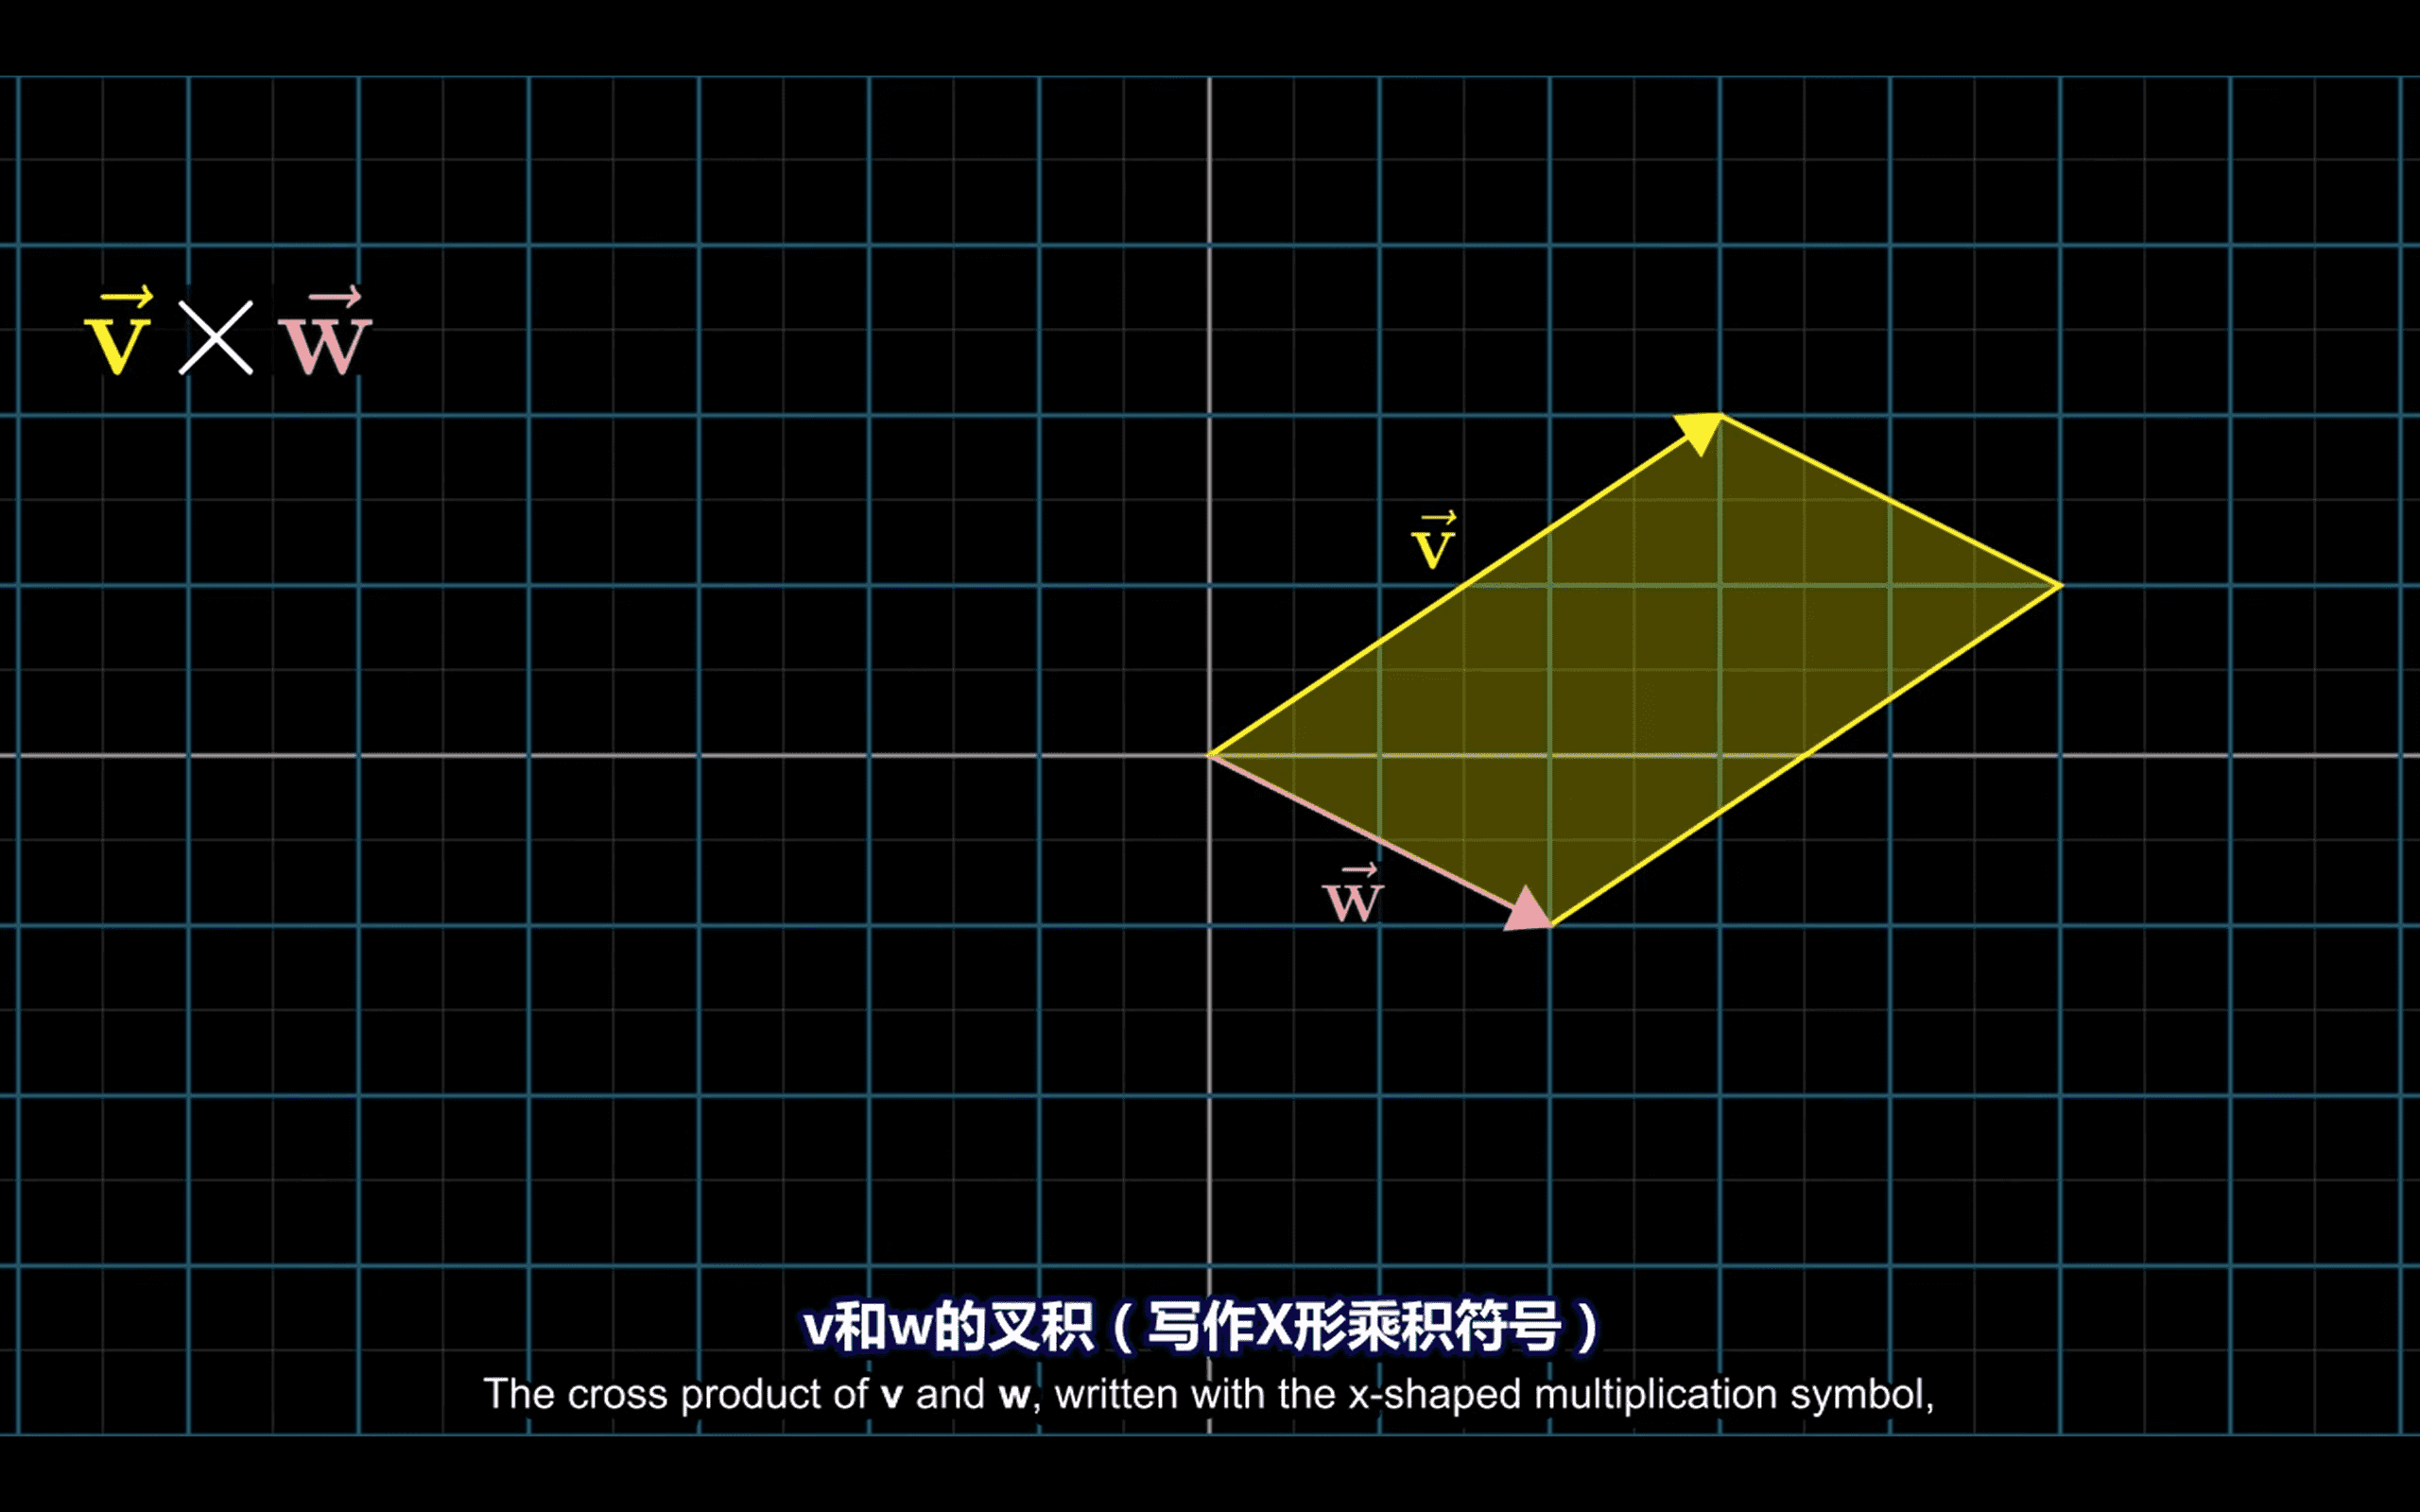 v⃗ × w⃗
v⃗
w⃗
v和w的叉积（写作X形乘积符号）
The cross product of v and w, written with the x-shaped multiplication symbol,